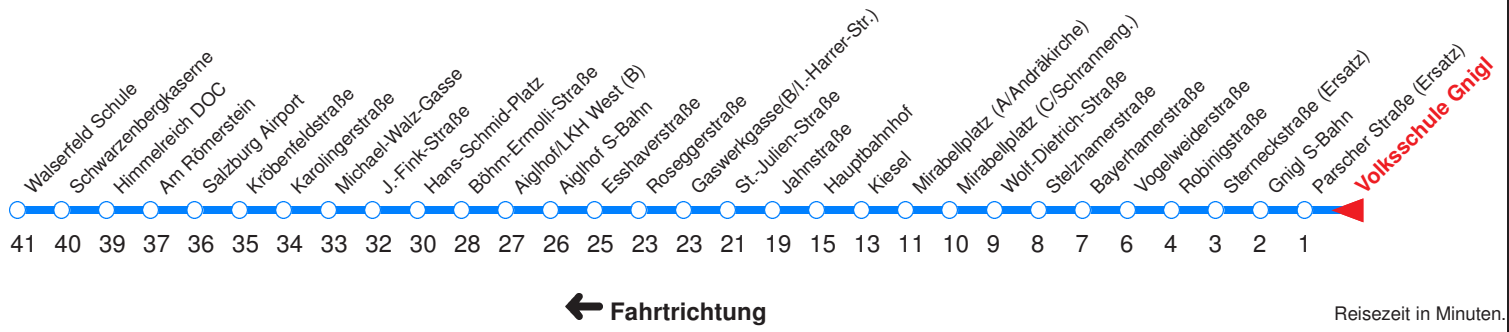 Walserfeld Schule
Schwarzenbergkaserne
Himmelreich DOC
Am Römerstein
Salzburg Airport
Kröbenfeldstraße
Karolingerstraße
Michael-Walz-Gasse
J.-Fink-Straße
Hans-Schmid-Platz
Böhm-Ermolli-Straße
Aiglhof/LKH West (B)
Aiglhof S-Bahn
Esshaverstraße
Roseggerstraße
Gaswerkgasse(B/I.-Harrer-Str.)
St.-Julien-Straße
Jahnstraße
Hauptbahnhof
Kiesel
Mirabellplatz (A/Andräkirche)
Mirabellplatz (C/Schranneng.)
Wolf-Dietrich-Straße
Stelzhamerstraße
Bayerhamerstraße
Vogelweiderstraße
Robinigstraße
Sterneckstraße (Ersatz)
Gnigl S-Bahn
Parscher Straße (Ersatz)
Volksschule Gnigl
41 40 39 37 36 35 34 33 32 30 28 27 26 25 23 23 21 19 15 13 11 10 9 8 7 6 4 3 2 1
Fahrtrichtung
Reisezeit in Minuten.